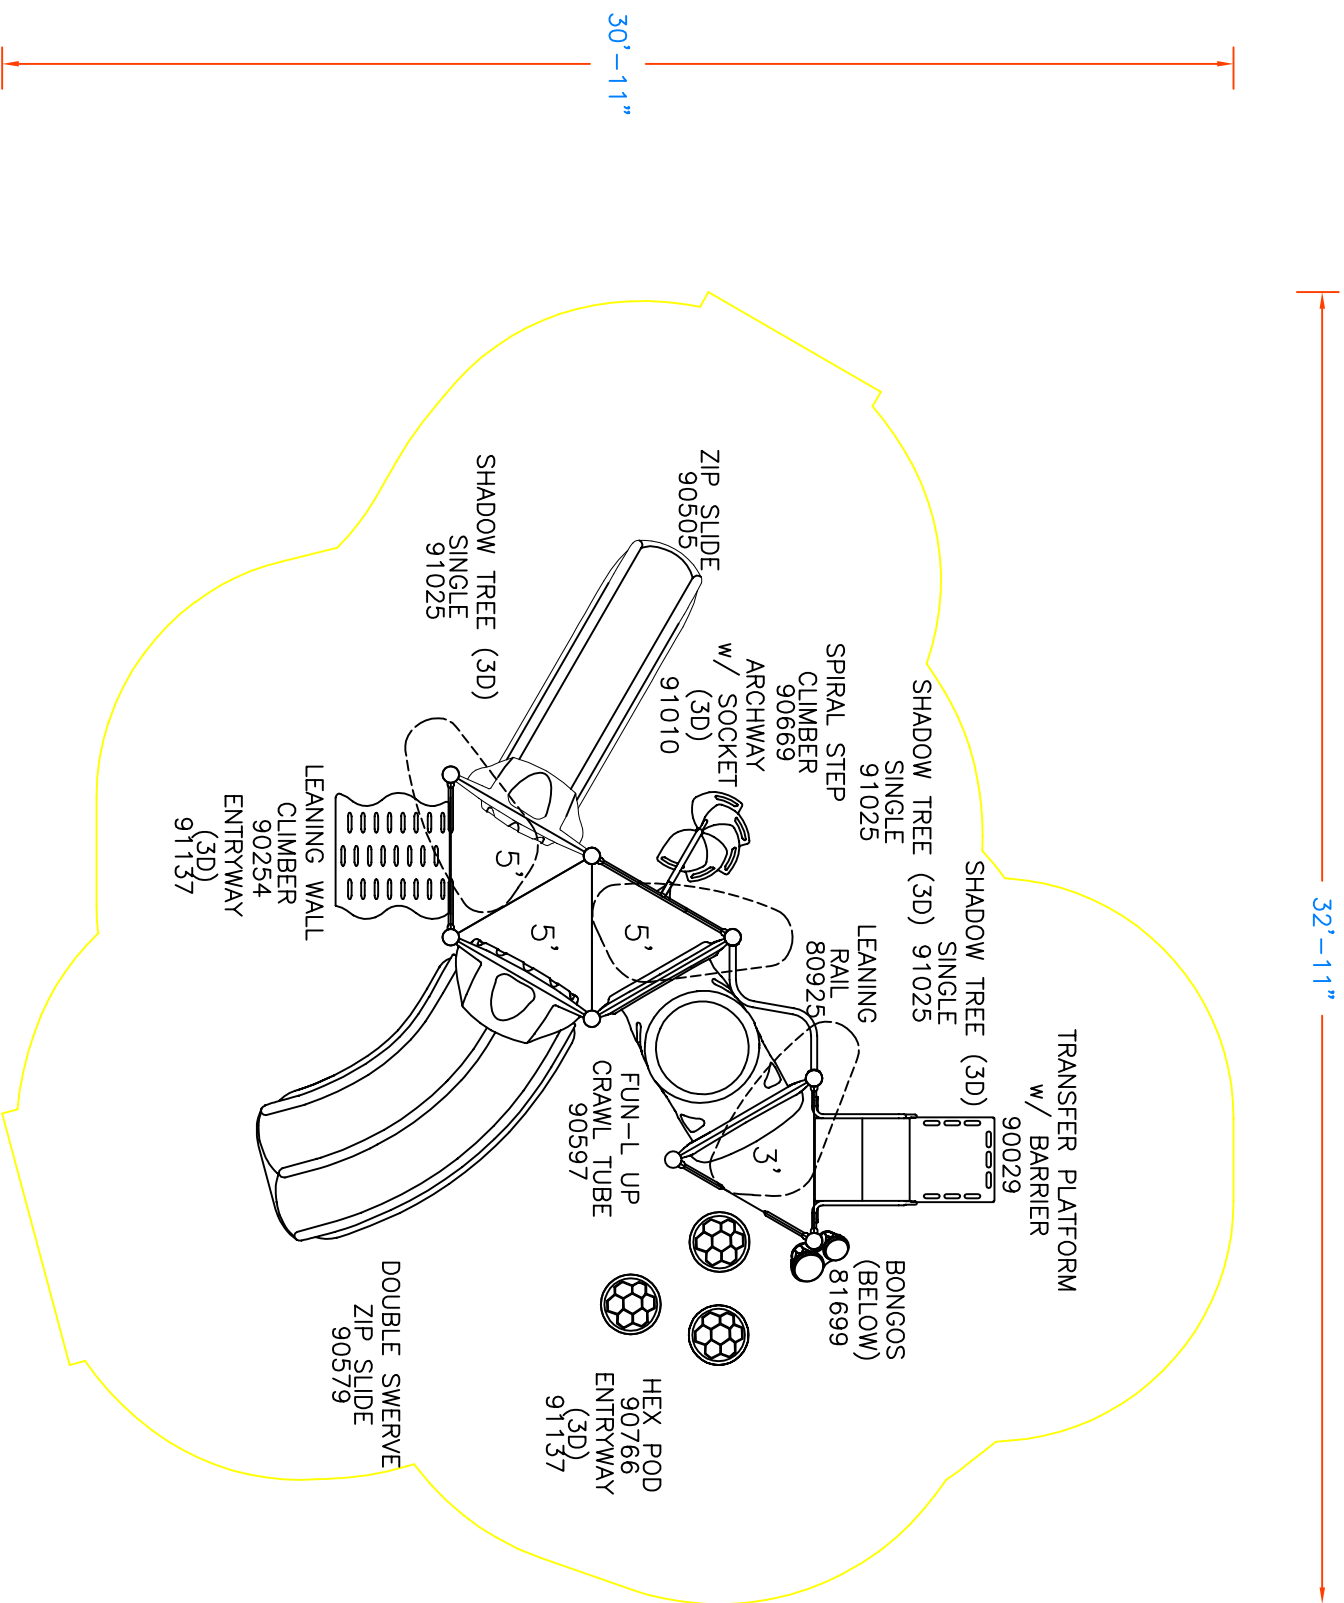 30'-11"
32'-11"
TRANSFER PLATFORM
w/ BARRIER
90029
SHADOW TREE (3D)
SINGLE
91025
SHADOW TREE (3D)
SINGLE
91025
LEANING
RAIL
80925
BONGOS
(BELOW)
81699
SPIRAL STEP
CLIMBER
90669
ARCHWAY
w/ SOCKET
(3D)
91010
ZIP SLIDE
90505
SHADOW TREE (3D)
SINGLE
91025
3'
5'
5'
5'
FUN-L UP
CRAWL TUBE
90597
HEX POD
90766
ENTRYWAY
(3D)
91137
DOUBLE SWERVE
ZIP SLIDE
90579
LEANING WALL
CLIMBER
90254
ENTRYWAY
(3D)
91137